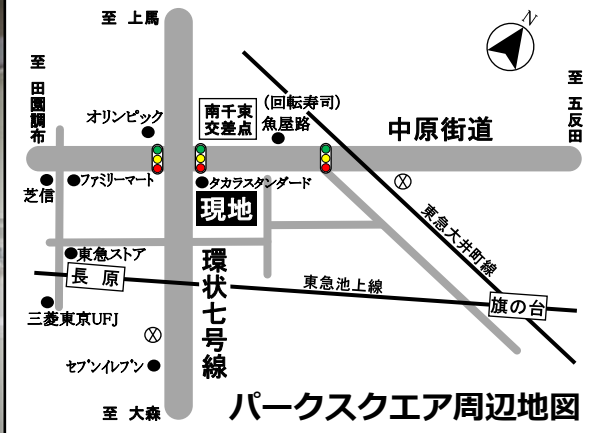 至 上馬
N
至 田園調布
至 五反田
オリンピック
南千束
交差点
(回転寿司)
魚屋路
中原街道
芝信
ファミリーマート
タカラスタンダード
現地
東急大井町線
東急ストア
長原
環状七号線
東急池上線
旗の台
三菱東京UFJ
セブンイレブン
至 大森
パークスクエア周辺地図